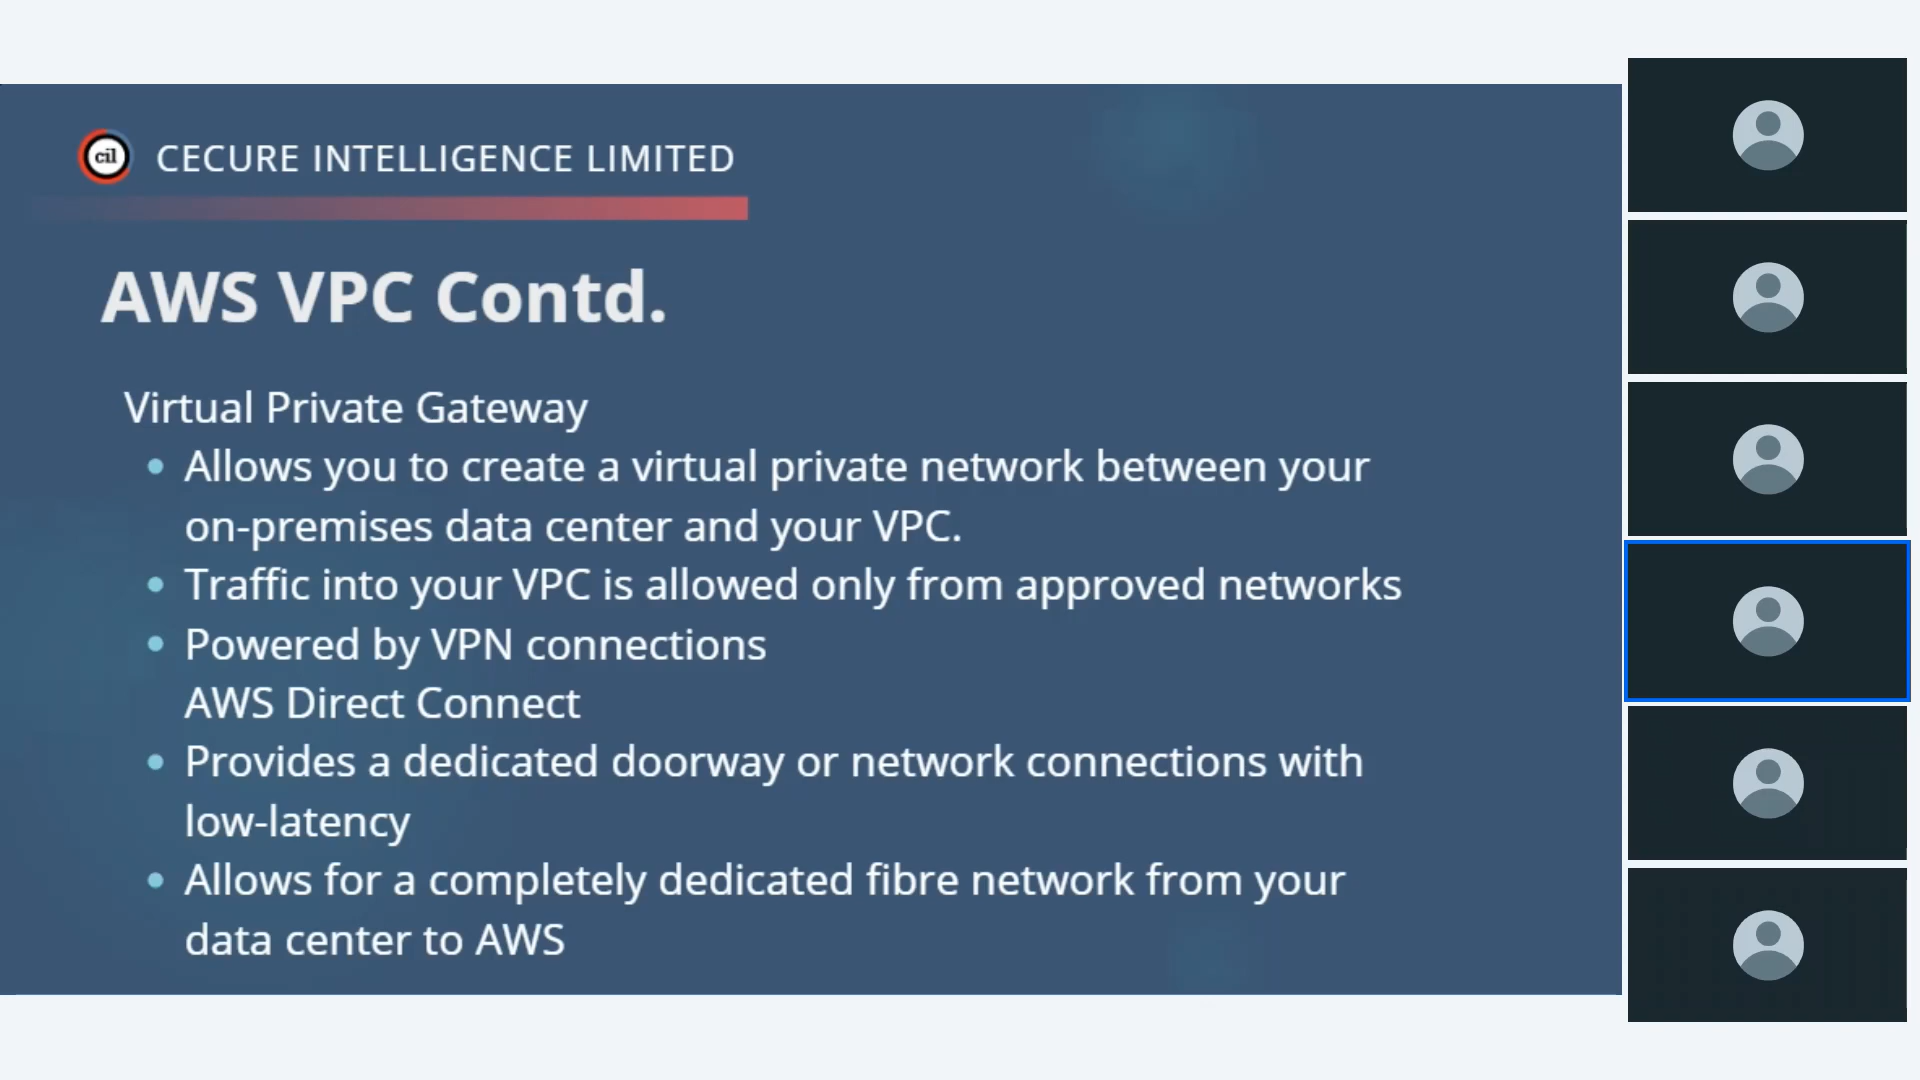 cil
CECURE INTELLIGENCE LIMITED
AWS VPC Contd.
Virtual Private Gateway
Allows you to create a virtual private network between your
on-premises data center and your VPC.
Traffic into your VPC is allowed only from approved networks
Powered by VPN connections
AWS Direct Connect
Provides a dedicated doorway or network connections with
low-latency
Allows for a completely dedicated fibre network from your
data center to AWS